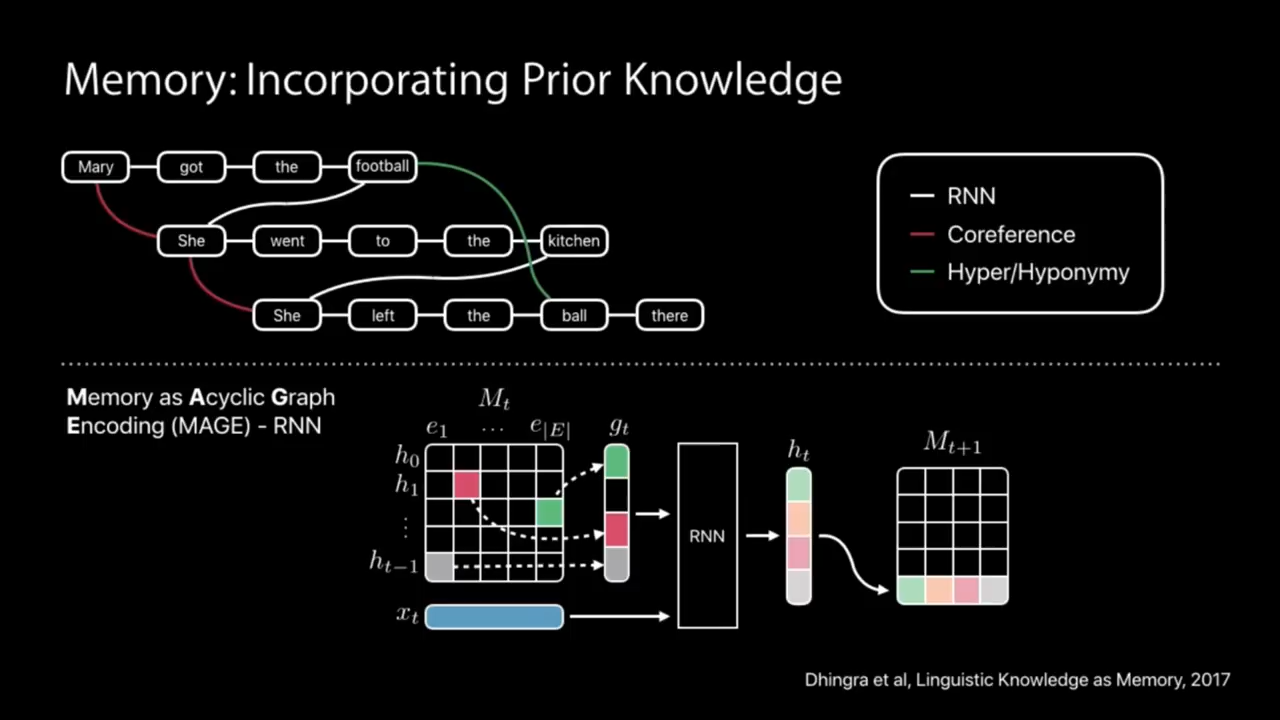 Memory: Incorporating Prior Knowledge
Mary got the football
She went to the kitchen
She left the ball there
RNN
Coreference
Hyper/Hyponymy
Memory as Acyclic Graph
Encoding (MAGE) - RNN
M_t
e_1 ... e_{|E|}
g_t
h_0
h_1
⋮
h_{t-1}
x_t
RNN
h_t
M_{t+1}
Dhingra et al, Linguistic Knowledge as Memory, 2017